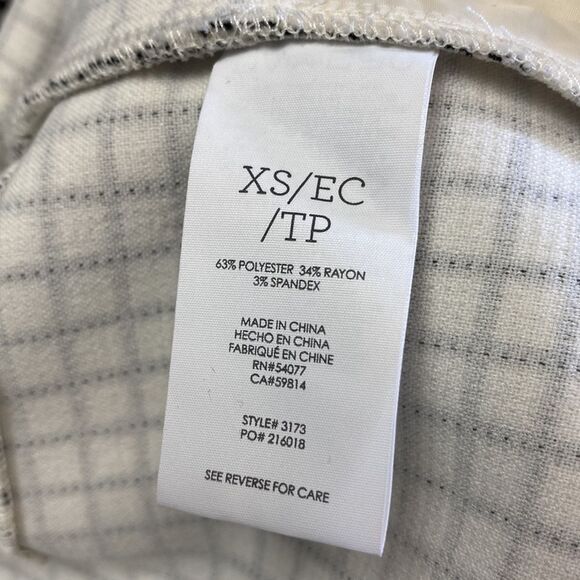 XS/EC
/TP
63% POLYESTER 34% RAYON
3% SPANDEX
MADE IN CHINA
HECHO EN CHINA
FABRIQUÉ EN CHINE
RN#54077
CA#59814
STYLE# 3173
PO# 216018
SEE REVERSE FOR CARE